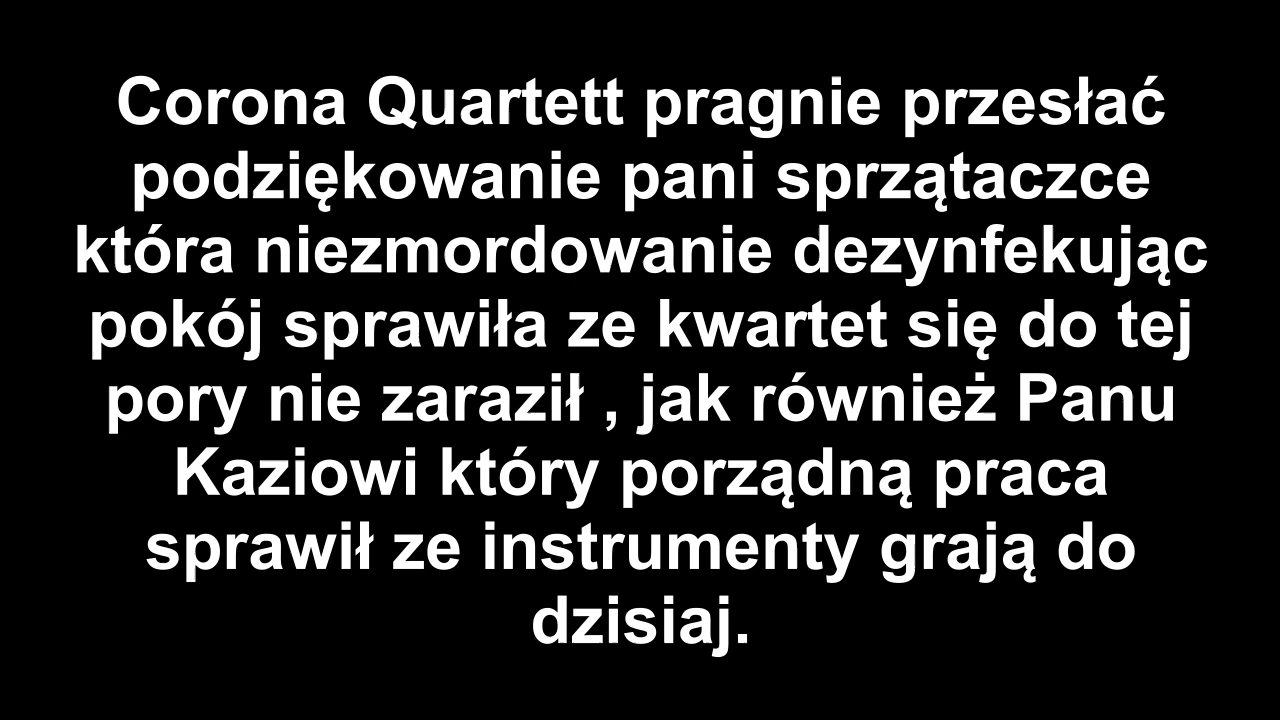 Corona Quartett pragnie przesłać
podziękowanie pani sprzątaczce
która niezmordowanie dezynfekując
pokój sprawiła ze kwartet się do tej
pory nie zaraził , jak również Panu
Kaziowi który porządną praca
sprawił ze instrumenty grają do
dzisiaj.